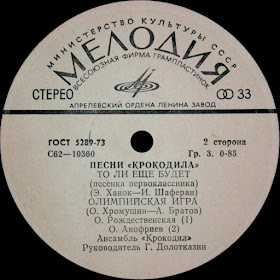 МИНИСТЕРСТВО КУЛЬТУРЫ СССР
МЕЛОДИЯ
ВСЕСОЮЗНАЯ ФИРМА ГРАМПЛАСТИНОК
СТЕРЕО 33
АПРЕЛЕВСКИЙ ОРДЕНА ЛЕНИНА ЗАВОД
ГОСТ 5289-73 2 сторона
С62—10360 Гр. 3. 0-85
ПЕСНИ «КРОКОДИЛА»
ТО ЛИ ЕЩЕ БУДЕТ
(песенка первоклассника)
(Э. Ханок—И. Шаферан)
ОЛИМПИЙСКАЯ ИГРА
(О. Хромушин—А. Братов)
О. Рождественская (1)
О. Анофриев (2)
Ансамбль «Крокодил»
Руководитель Г. Долотказин